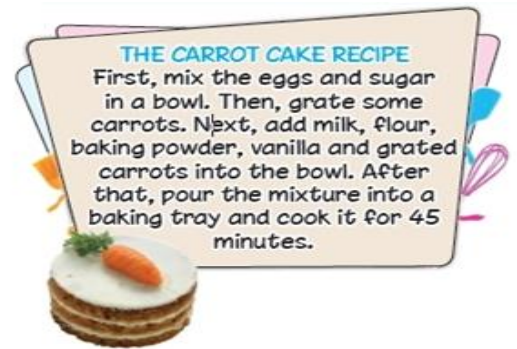 THE CARROT CAKE RECIPE
First, mix the eggs and sugar
in a bowl. Then, grate some
carrots. Next, add milk, flour,
baking powder, vanilla and grated
carrots into the bowl. After
that, pour the mixture into a
baking tray and cook it for 45
minutes.